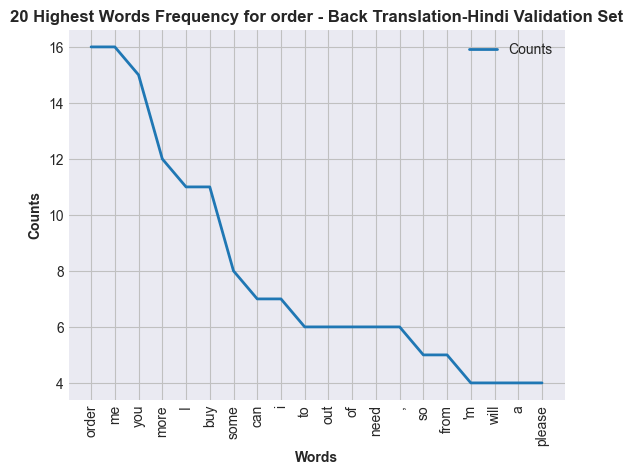 20 Highest Words Frequency for order - Back Translation-Hindi Validation Set
Counts
16
14
12
10
8
6
4
Counts
order
me
you
more
I
buy
some
can
i
to
out
of
need
,
so
from
'm
will
a
please
Words